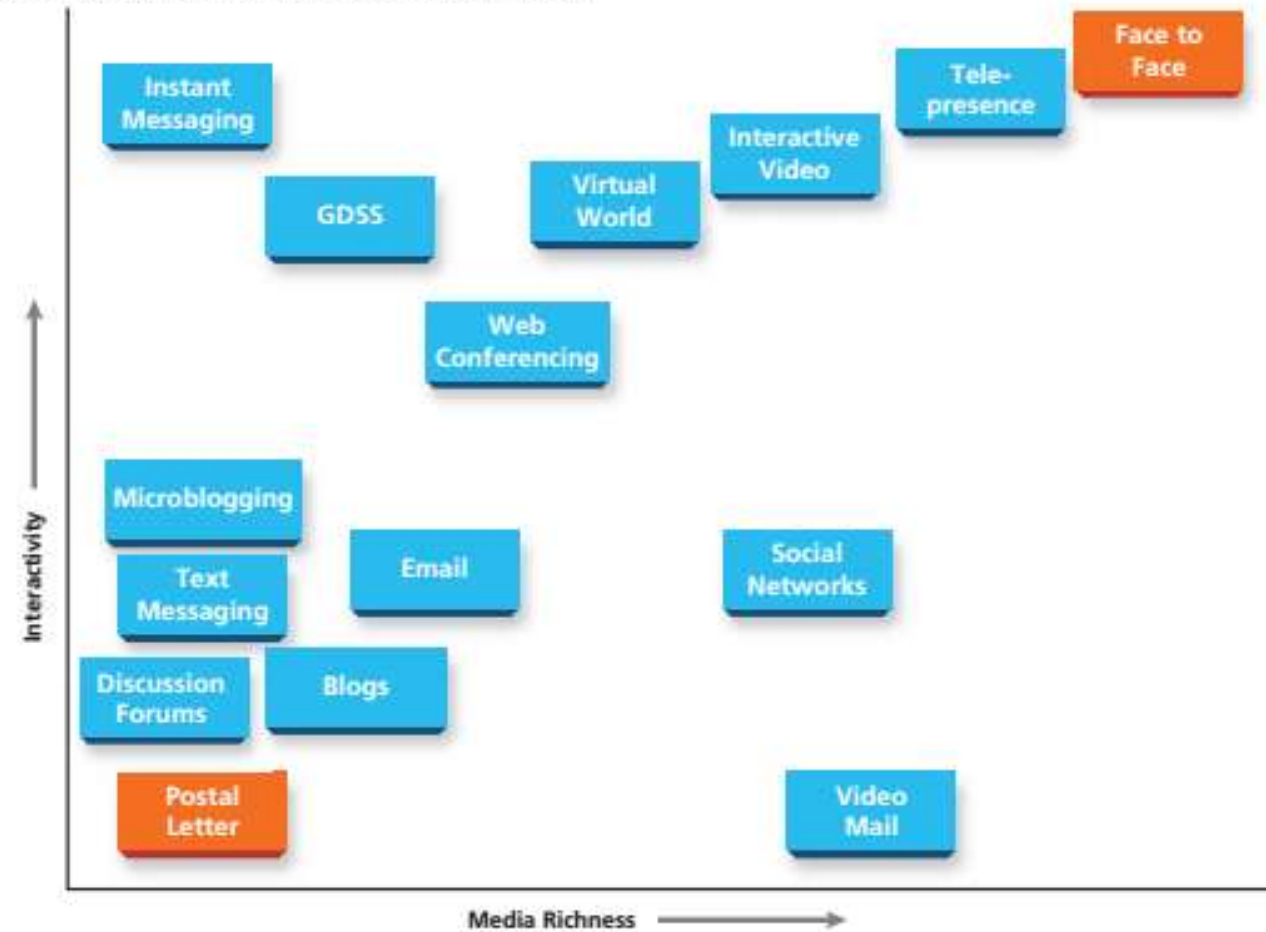 Face to
Face
Tele-
presence
Instant
Messaging
Interactive
Video
Virtual
World
GDSS
Web
Conferencing
Microblogging
Email
Social
Networks
Text
Messaging
Discussion
Forums
Blogs
Postal
Letter
Video
Mail
Interactivity
Media Richness